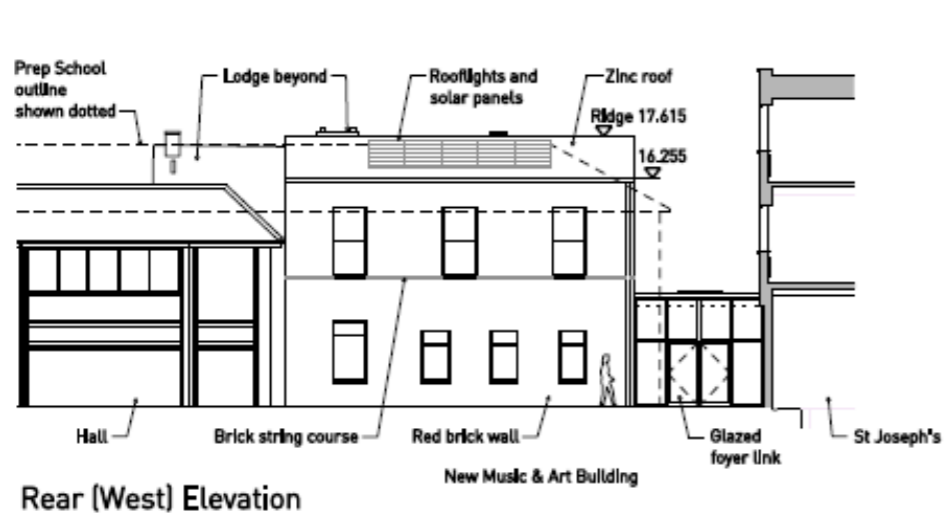 Prep School
outline
shown dotted
Lodge beyond
Rooflights and
solar panels
Zinc roof
Ridge 17.615
16.255
Hall
Brick string course
Red brick wall
Glazed
foyer link
St Joseph's
New Music & Art Building
Rear (West) Elevation